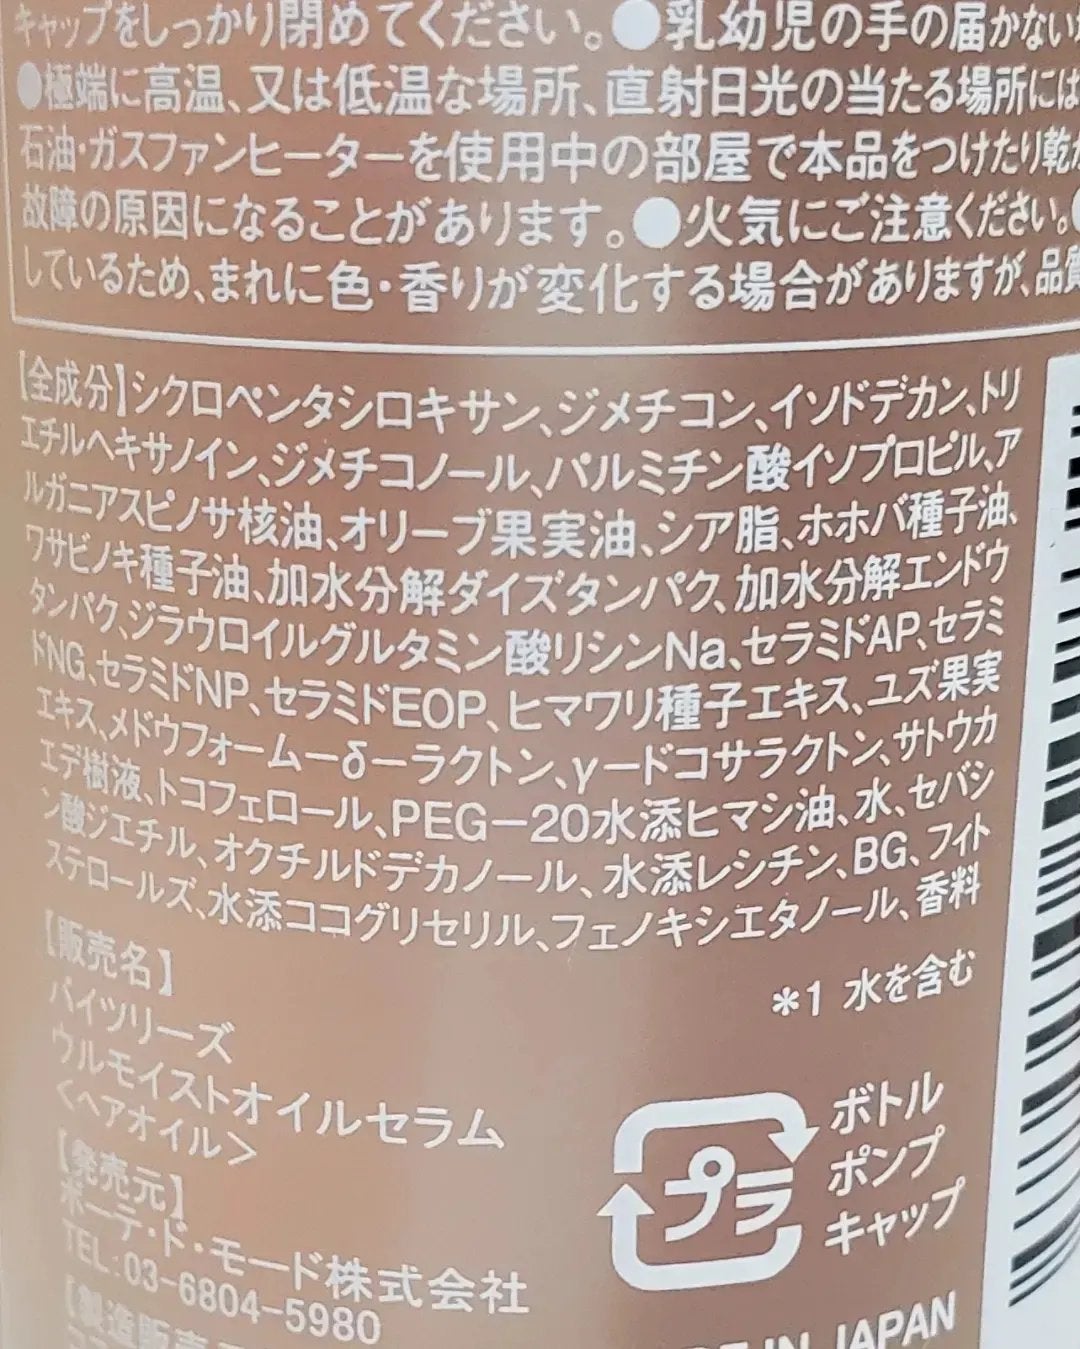 キャップをしっかり閉めてください。●乳幼児の手の届かない
●極端に高温、又は低温な場所、直射日光の当たる場所には
石油・ガスファンヒーターを使用中の部屋で本品をつけたり乾か
故障の原因になることがあります。●火気にご注意ください。●
しているため、まれに色・香りが変化する場合がありますが、品質
【全成分】シクロペンタシロキサン、ジメチコン、イソドデカン、トリ
エチルヘキサノイン、ジメチコノール、パルミチン酸イソプロピル、ア
ルガニアスピノサ核油、オリーブ果実油、シア脂、ホホバ種子油、
ワサビノキ種子油、加水分解ダイズタンパク、加水分解エンドウ
タンパク、ジラウロイルグルタミン酸リシンNa、セラミドAP、セラミ
ドNG、セラミドNP、セラミドEOP、ヒマワリ種子エキス、ユズ果実
エキス、メドウフォームーδーラクトン、γードコサラクトン、サトウカ
エデ樹液、トコフェロール、PEG－20水添ヒマシ油、水、セバシ
ン酸ジエチル、オクチルドデカノール、水添レシチン、BG、フィト
ステロールズ、水添ココグリセリル、フェノキシエタノール、香料
*1 水を含む
【販売名】
パイツリーズ
ウルモイストオイルセラム
<ヘアオイル>
【発売元】
ボーテ・ド・モード株式会社
TEL:03-6804-5980
【製造販売
プラ
ボトル
ポンプ
キャップ
IN JAPAN